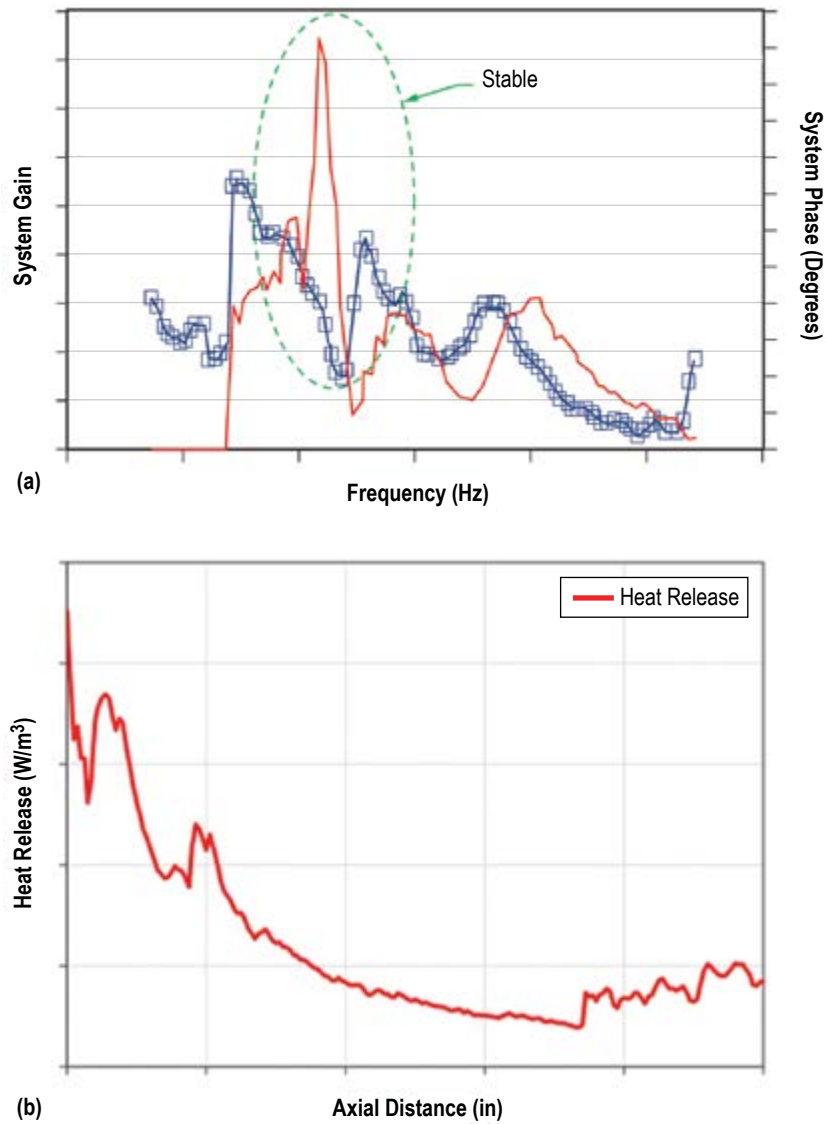 Stable
System Gain
System Phase (Degrees)
(a)
Frequency (Hz)
Heat Release
Heat Release (W/m³)
(b)
Axial Distance (in)